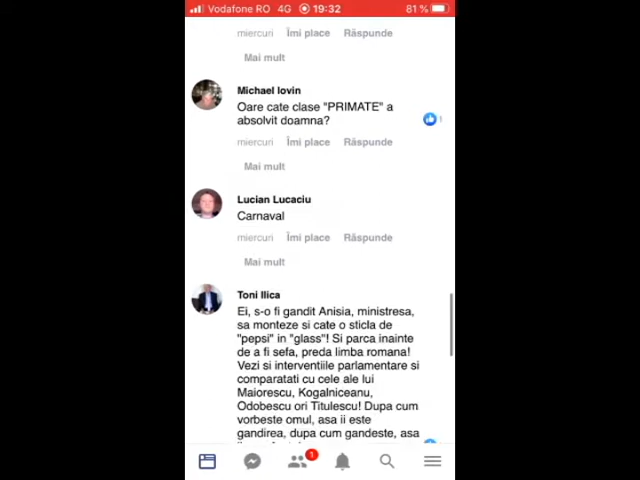 Vodafone RO 4G 19:32 81 %
miercuri Îmi place Răspunde
Mai mult
Michael Iovin
Oare cate clase "PRIMATE" a
absolvit doamna?
1
miercuri Îmi place Răspunde
Mai mult
Lucian Lucaciu
Carnaval
miercuri Îmi place Răspunde
Mai mult
Toni Ilica
Ei, s-o fi gandit Anisia, ministresa,
sa monteze si cate o sticla de
"pepsi" in "glass"! Si parca inainte
de a fi sefa, preda limba romana!
Vezi si interventiile parlamentare si
comparatati cu cele ale lui
Maiorescu, Kogalniceanu,
Odobescu ori Titulescu! Dupa cum
vorbeste omul, asa ii este
gandirea, dupa cum gandeste, asa
1